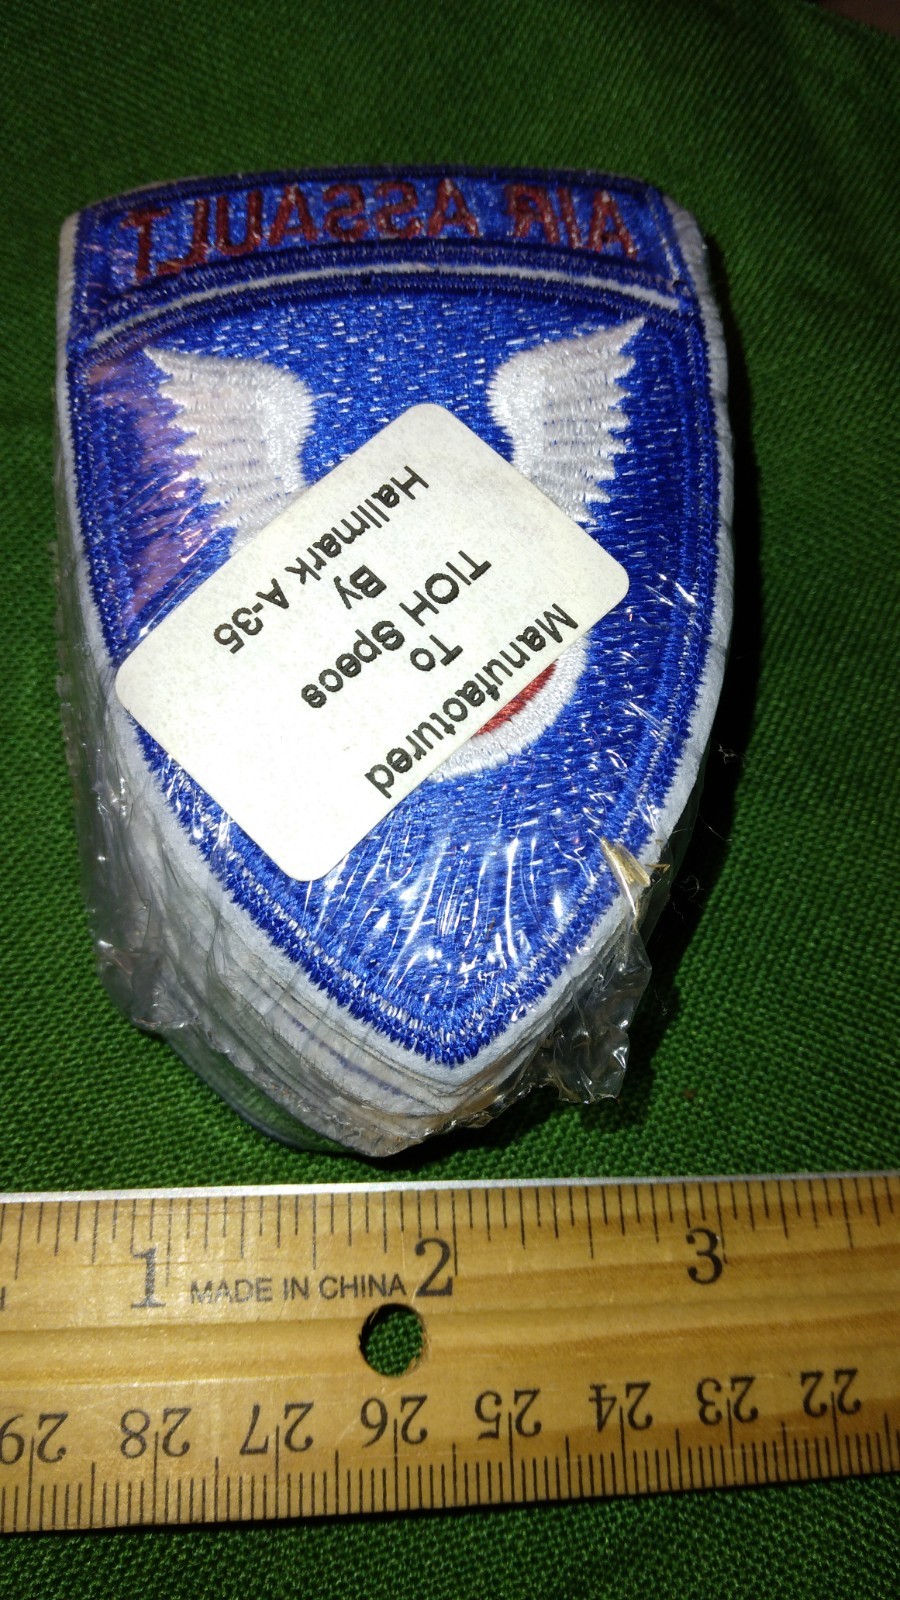 AIR ASSAULT
Manufactured
To
TIOH Specs
By
Hallmark A-35
1 MADE IN CHINA 2 3
29 28 27 26 25 24 23 22